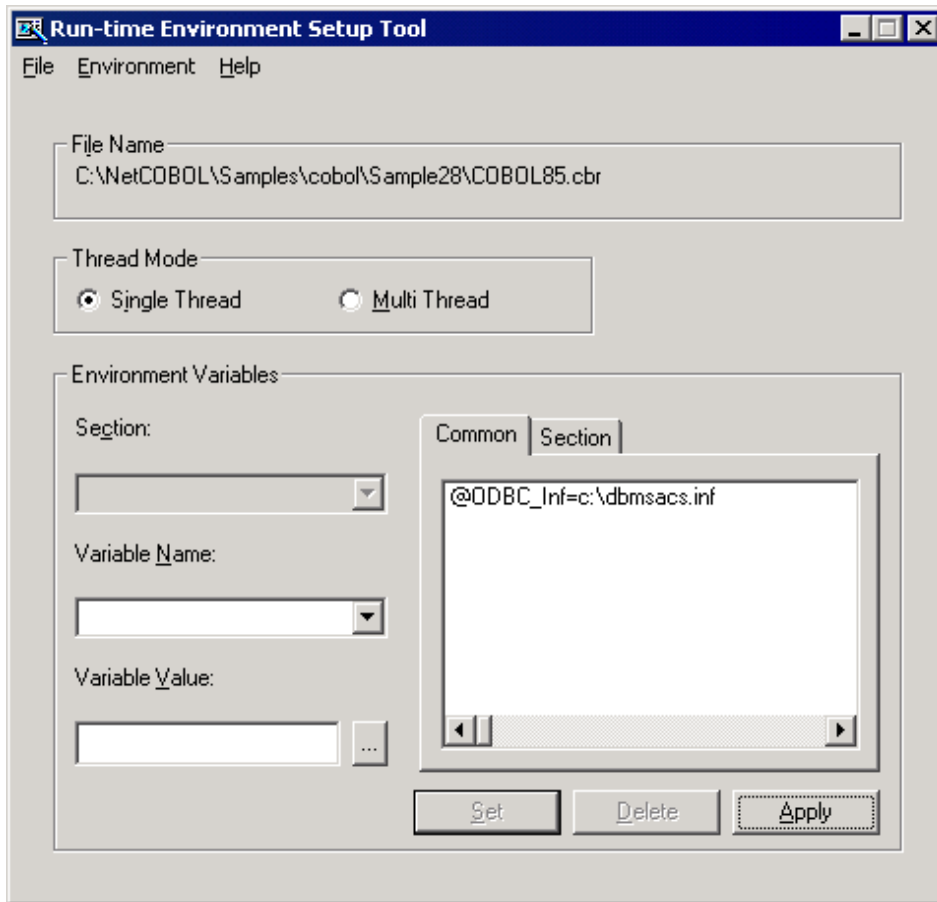 Run-time Environment Setup Tool
File Environment Help
File Name
C:\NetCOBOL\Samples\cobol\Sample28\COBOL85.cbr
Thread Mode
Single Thread Multi Thread
Environment Variables
Section:
Common Section
@ODBC_Inf=c:\dbmsacs.inf
Variable Name:
Variable Value:
...
Set Delete Apply